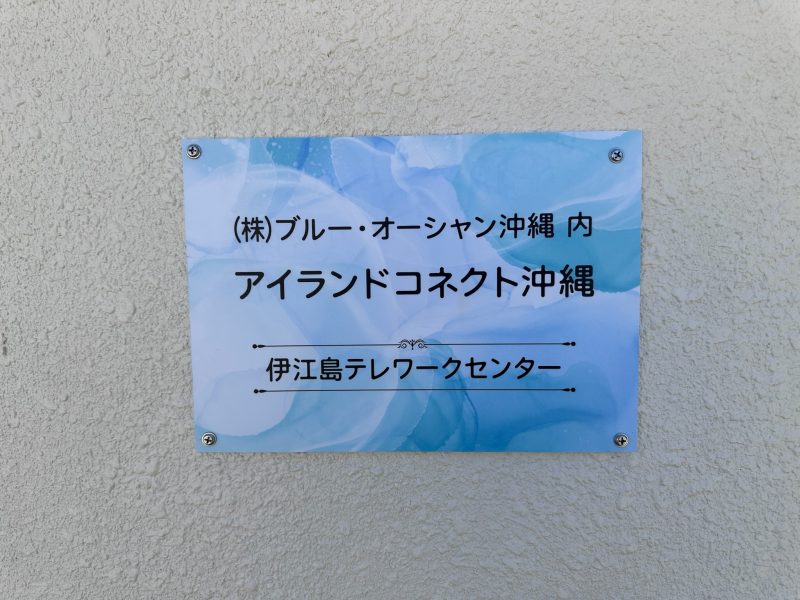 (株)ブルー・オーシャン沖縄 内
アイランドコネクト沖縄
伊江島テレワークセンター